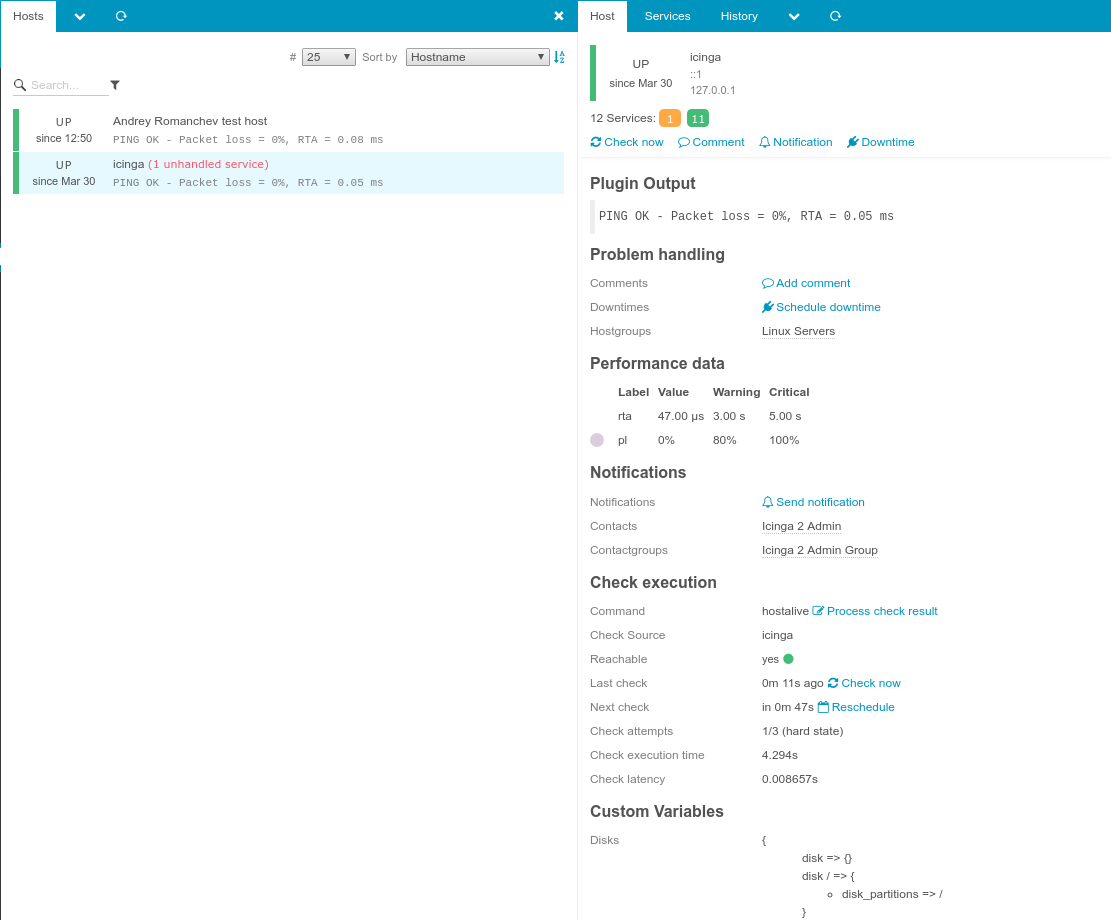 Hosts
# 25 Sort by Hostname
Search...
UP Andrey Romanchev test host
since 12:50 PING OK - Packet loss = 0%, RTA = 0.08 ms
UP icinga (1 unhandled service)
since Mar 30 PING OK - Packet loss = 0%, RTA = 0.05 ms
Host Services History
UP
since Mar 30
icinga
::1
127.0.0.1
12 Services: 1 11
Check now Comment Notification Downtime
Plugin Output
PING OK - Packet loss = 0%, RTA = 0.05 ms
Problem handling
Comments Add comment
Downtimes Schedule downtime
Hostgroups Linux Servers
Performance data
Label Value Warning Critical
rta 47.00 µs 3.00 s 5.00 s
pl 0% 80% 100%
Notifications
Notifications Send notification
Contacts Icinga 2 Admin
Contactgroups Icinga 2 Admin Group
Check execution
Command hostalive Process check result
Check Source icinga
Reachable yes
Last check 0m 11s ago Check now
Next check in 0m 47s Reschedule
Check attempts 1/3 (hard state)
Check execution time 4.294s
Check latency 0.008657s
Custom Variables
Disks {
disk => {}
disk / => {
disk_partitions => /
}